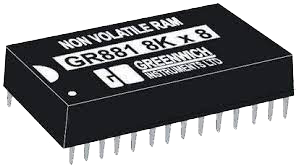 NON VOLATILE RAM
GR881 8K x 8
GREENWICH
INSTRUMENTS LTD